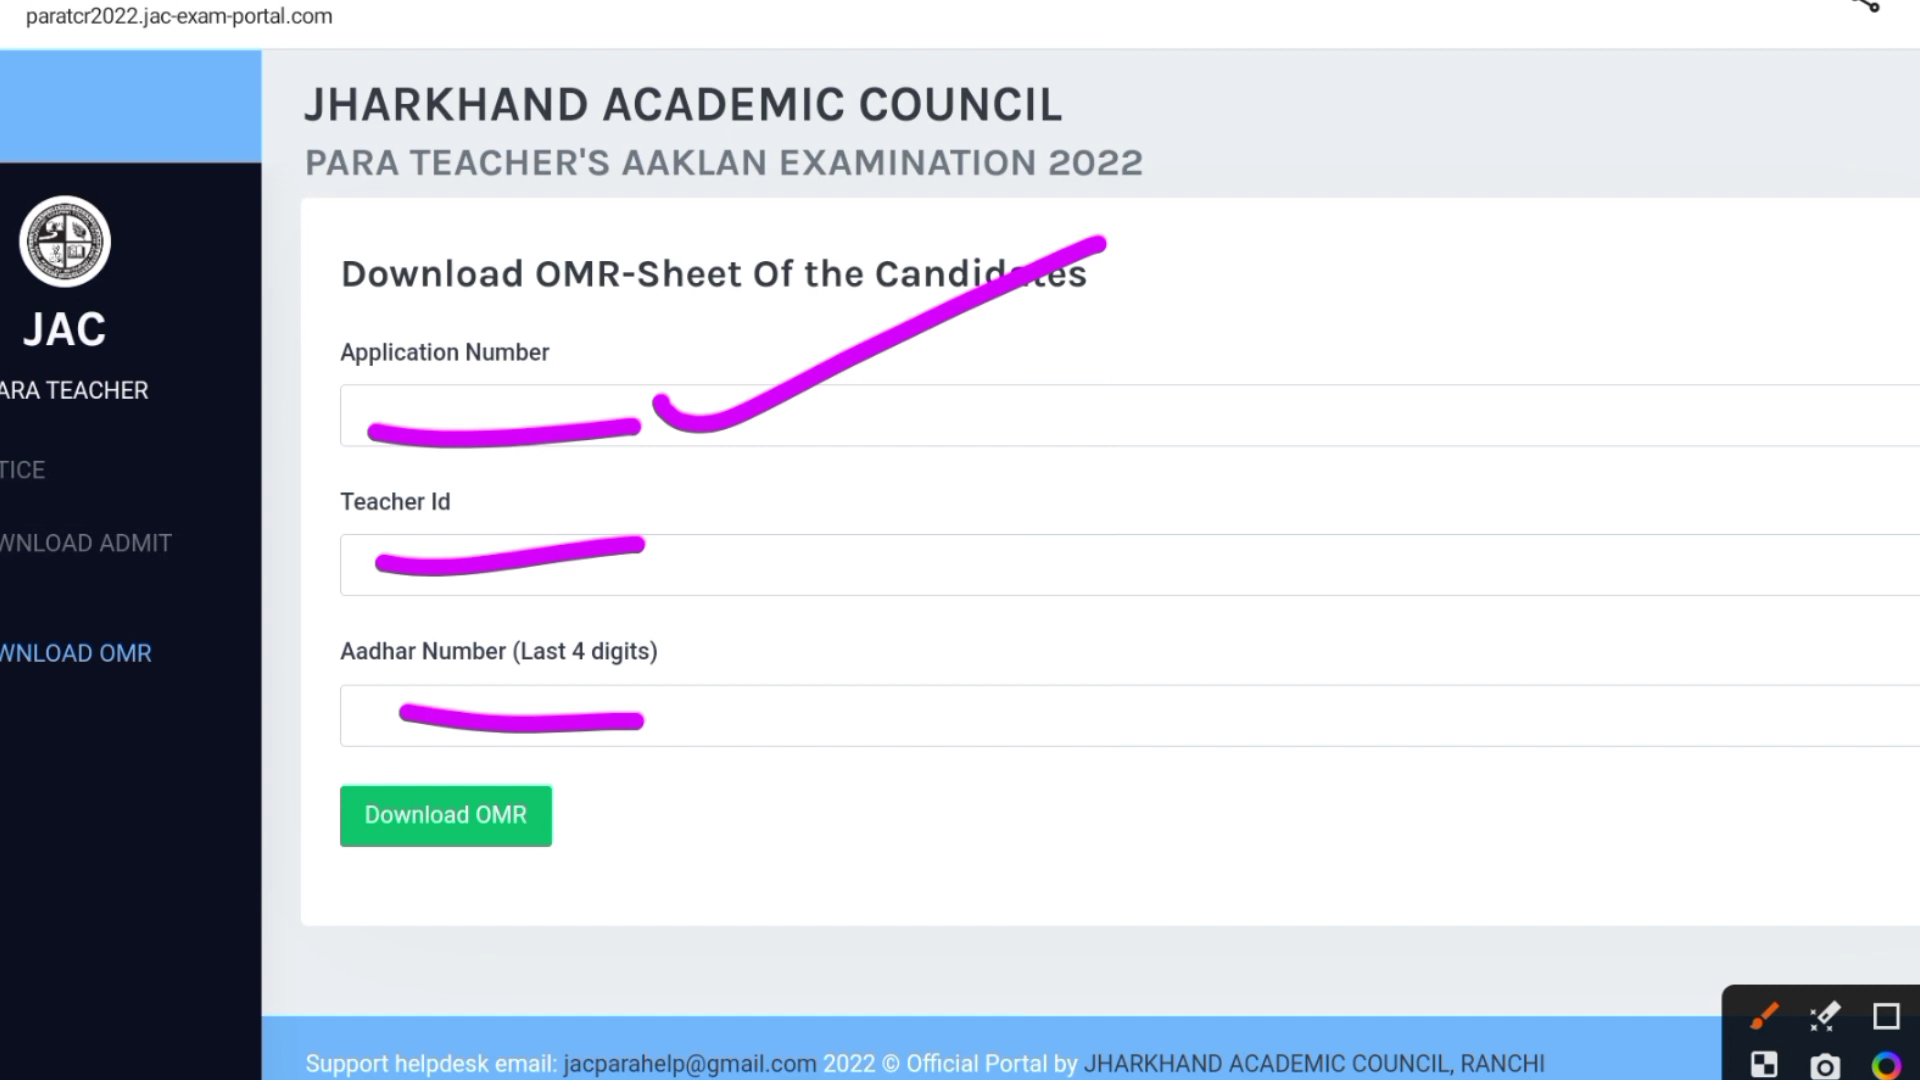 paratcr2022.jac-exam-portal.com
JHARKHAND ACADEMIC COUNCIL
PARA TEACHER'S AAKLAN EXAMINATION 2022
JAC
ARA TEACHER
TICE
WNLOAD ADMIT
WNLOAD OMR
Download OMR-Sheet Of the Candidates
Application Number
Teacher Id
Aadhar Number (Last 4 digits)
Download OMR
Support helpdesk email: jacparahelp@gmail.com 2022 © Official Portal by JHARKHAND ACADEMIC COUNCIL, RANCHI